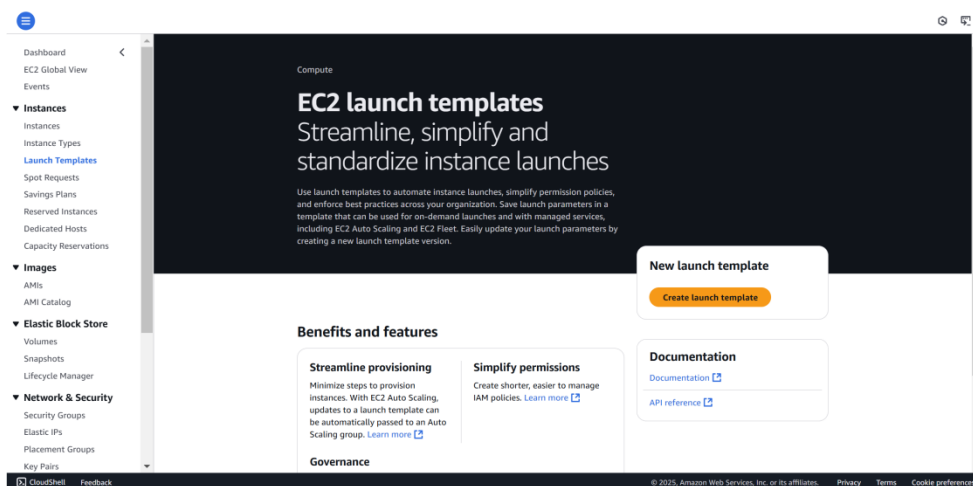 Dashboard
EC2 Global View
Events
Instances
Instances
Instance Types
Launch Templates
Spot Requests
Savings Plans
Reserved Instances
Dedicated Hosts
Capacity Reservations
Images
AMIs
AMI Catalog
Elastic Block Store
Volumes
Snapshots
Lifecycle Manager
Network & Security
Security Groups
Elastic IPs
Placement Groups
Key Pairs
Compute
EC2 launch templates
Streamline, simplify and
standardize instance launches
Use launch templates to automate instance launches, simplify permission policies,
and enforce best practices across your organization. Save launch parameters in a
template that can be used for on-demand launches and with managed services,
including EC2 Auto Scaling and EC2 Fleet. Easily update your launch parameters by
creating a new launch template version.
New launch template
Create launch template
Benefits and features
Streamline provisioning
Minimize steps to provision
instances. With EC2 Auto Scaling,
updates to a launch template can
be automatically passed to an Auto
Scaling group. Learn more
Simplify permissions
Create shorter, easier to manage
IAM policies. Learn more
Governance
Documentation
Documentation
API reference
CloudShell Feedback © 2025, Amazon Web Services, Inc. or its affiliates. Privacy Terms Cookie preferences